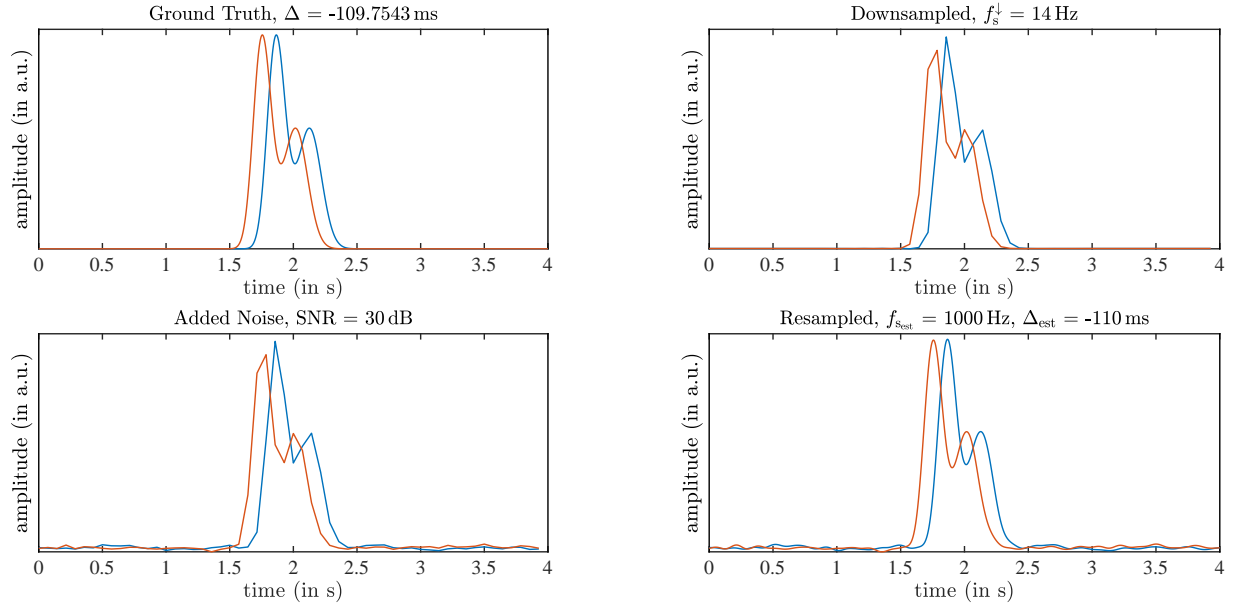 Ground Truth, Δ = -109.7543 ms
amplitude (in a.u.)
0 0.5 1 1.5 2 2.5 3 3.5 4
time (in s)
Downsampled, f_s^↓ = 14 Hz
amplitude (in a.u.)
0 0.5 1 1.5 2 2.5 3 3.5 4
time (in s)
Added Noise, SNR = 30 dB
amplitude (in a.u.)
0 0.5 1 1.5 2 2.5 3 3.5 4
time (in s)
Resampled, f_{s_est} = 1000 Hz, Δ_est = -110 ms
amplitude (in a.u.)
0 0.5 1 1.5 2 2.5 3 3.5 4
time (in s)